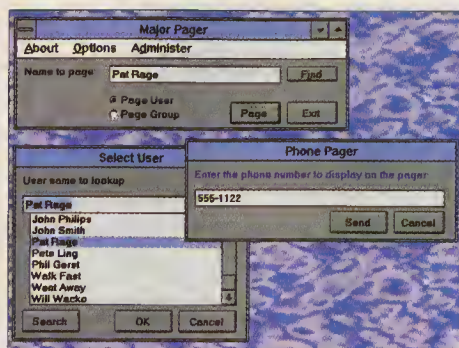 Major Pager
About Options Administer
Name to page Pat Rage Find
Page User
Page Group
Page Exit
Select User
User name to lookup
Pat Rage
John Philips
John Smith
Pat Rage
Pete Ling
Phil Gerst
Walk Fast
Went Away
Will Wacko
Search OK Cancel
Phone Pager
Enter the phone number to display on the pager
555-1122
Send Cancel